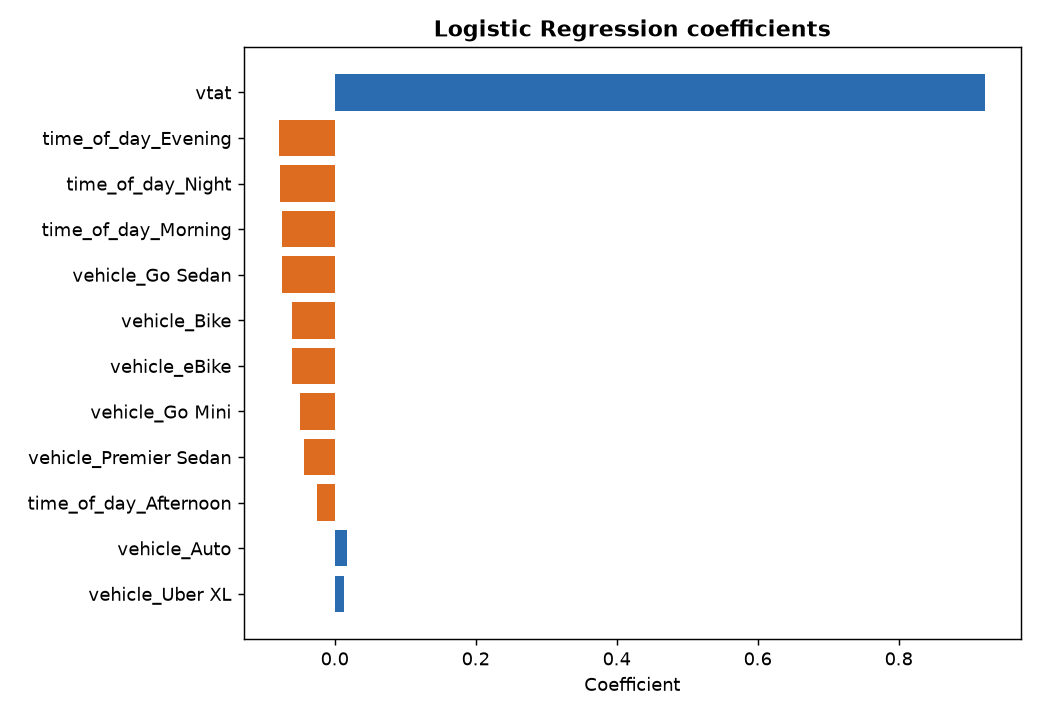 Logistic Regression coefficients
vtat
time_of_day_Evening
time_of_day_Night
time_of_day_Morning
vehicle_Go Sedan
vehicle_Bike
vehicle_eBike
vehicle_Go Mini
vehicle_Premier Sedan
time_of_day_Afternoon
vehicle_Auto
vehicle_Uber XL
0.0 0.2 0.4 0.6 0.8
Coefficient